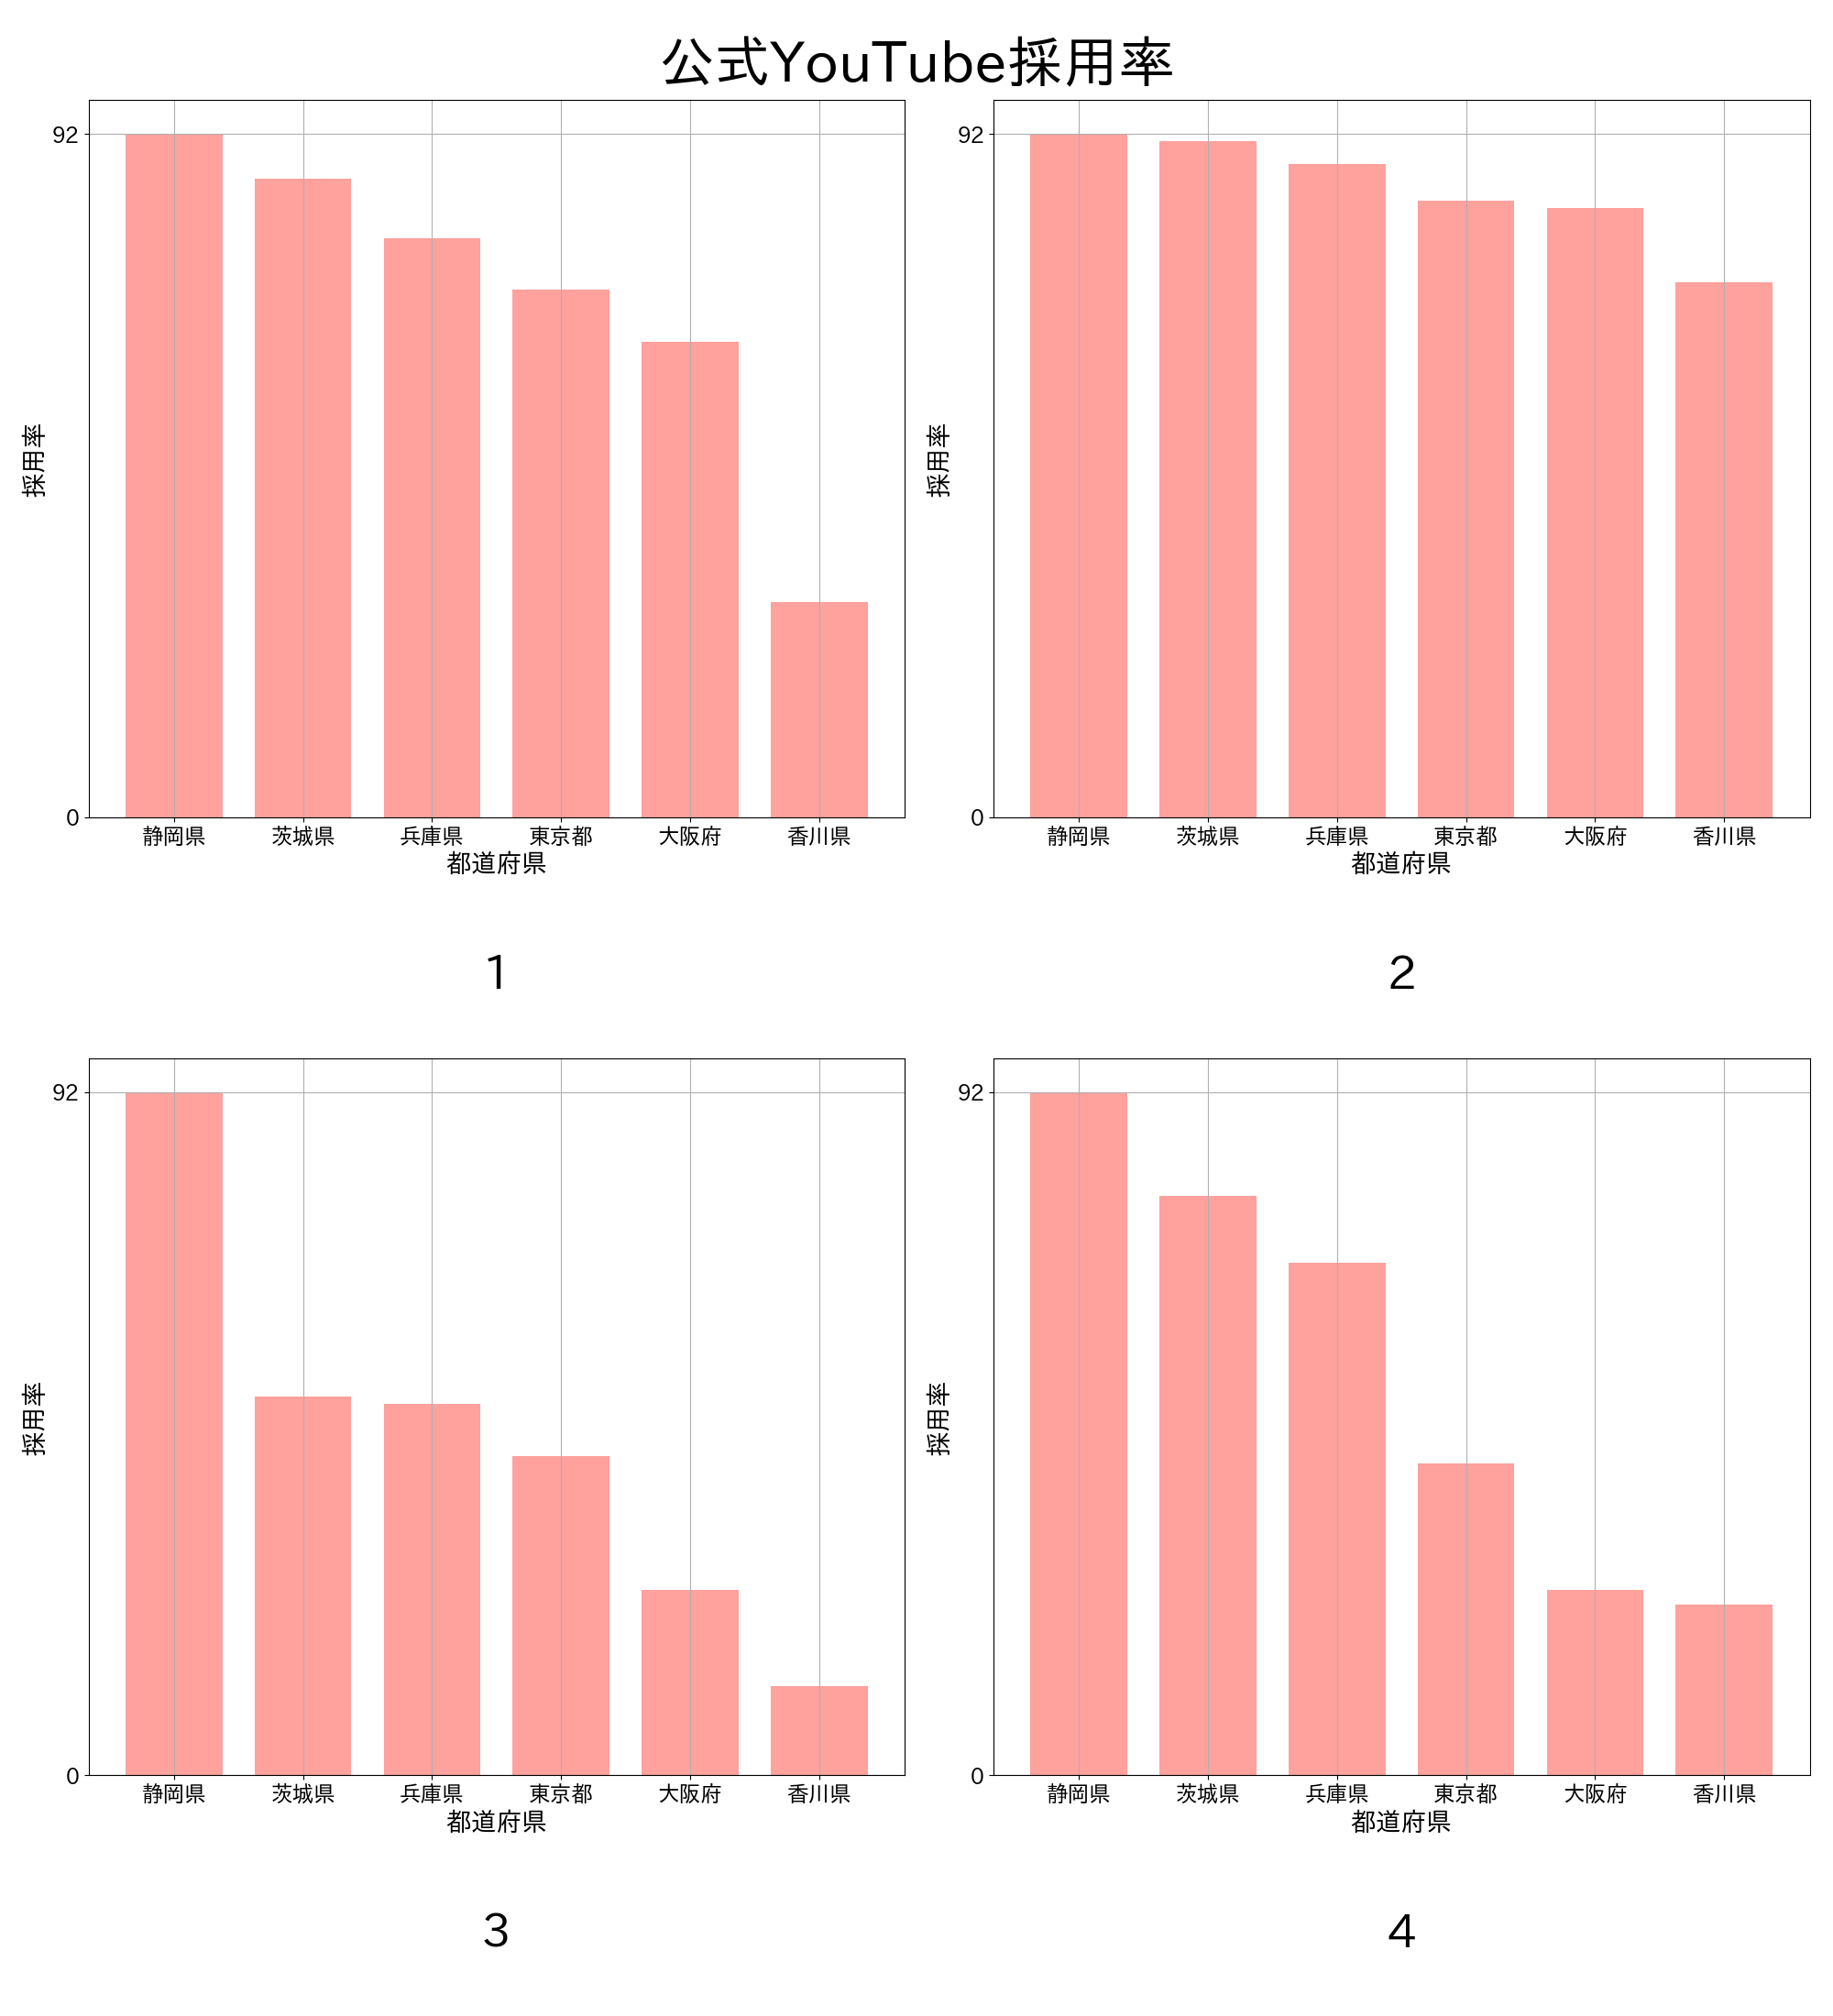 公式YouTube採用率
92
採用率
0
静岡県 茨城県 兵庫県 東京都 大阪府 香川県
都道府県
1
92
採用率
0
静岡県 茨城県 兵庫県 東京都 大阪府 香川県
都道府県
2
92
採用率
0
静岡県 茨城県 兵庫県 東京都 大阪府 香川県
都道府県
3
92
採用率
0
静岡県 茨城県 兵庫県 東京都 大阪府 香川県
都道府県
4